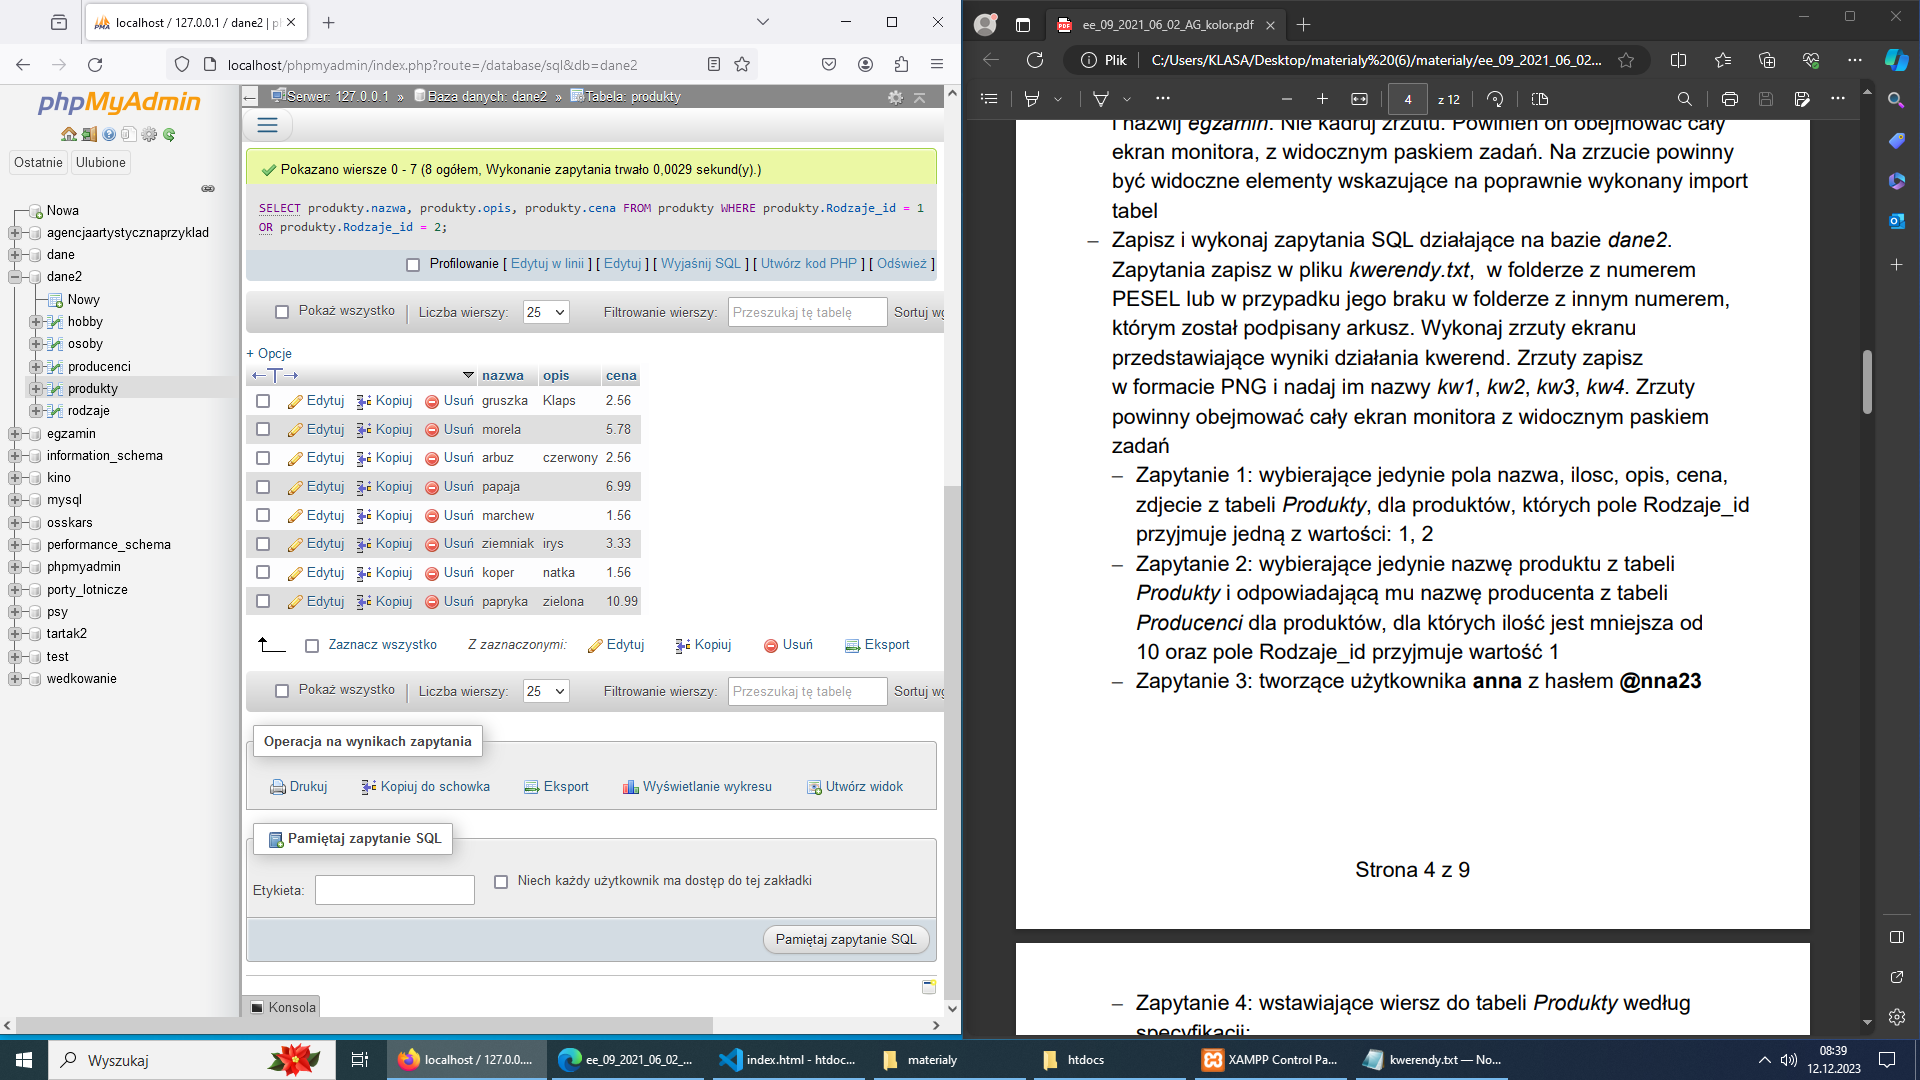 localhost / 127.0.0.1 / dane2 | p
localhost/phpmyadmin/index.php?route=/database/sql&db=dane2
phpMyAdmin
Ostatnie
Ulubione
Nowa
agencjaartystycznaprzyklad
dane
dane2
Nowy
hobby
osoby
producenci
produkty
rodzaje
egzamin
information_schema
kino
mysql
osskars
performance_schema
phpmyadmin
porty_lotnicze
psy
tartak2
test
wedkowanie
Serwer: 127.0.0.1 » Baza danych: dane2 » Tabela: produkty
Pokazano wiersze 0 - 7 (8 ogółem, Wykonanie zapytania trwało 0,0029 sekund(y).)
SELECT produkty.nazwa, produkty.opis, produkty.cena FROM produkty WHERE produkty.Rodzaje_id = 1
OR produkty.Rodzaje_id = 2;
Profilowanie [ Edytuj w linii ] [ Edytuj ] [ Wyjaśnij SQL ] [ Utwórz kod PHP ] [ Odśwież ]
Pokaż wszystko | Liczba wierszy: 25 Filtrowanie wierszy: Przeszukaj tę tabelę Sortuj wg
+ Opcje
nazwa opis cena
Edytuj Kopiuj Usuń gruszka Klaps 2.56
Edytuj Kopiuj Usuń morela 5.78
Edytuj Kopiuj Usuń arbuz czerwony 2.56
Edytuj Kopiuj Usuń papaja 6.99
Edytuj Kopiuj Usuń marchew 1.56
Edytuj Kopiuj Usuń ziemniak irys 3.33
Edytuj Kopiuj Usuń koper natka 1.56
Edytuj Kopiuj Usuń papryka zielona 10.99
Zaznacz wszystko Z zaznaczonymi: Edytuj Kopiuj Usuń Eksport
Pokaż wszystko | Liczba wierszy: 25 Filtrowanie wierszy: Przeszukaj tę tabelę Sortuj wg
Operacja na wynikach zapytania
Drukuj Kopiuj do schowka Eksport Wyświetlanie wykresu Utwórz widok
Pamiętaj zapytanie SQL
Etykieta: Niech każdy użytkownik ma dostęp do tej zakładki
Pamiętaj zapytanie SQL
Konsola
ee_09_2021_06_02_AG_kolor.pdf
Plik C:/Users/KLASA/Desktop/materialy%20(6)/materialy/ee_09_2021_06_02...
4 z 12
i nazwij egzamin. Nie kadruj zrzutu. Powinien on obejmować cały
ekran monitora, z widocznym paskiem zadań. Na zrzucie powinny
być widoczne elementy wskazujące na poprawnie wykonany import
tabel
– Zapisz i wykonaj zapytania SQL działające na bazie dane2.
Zapytania zapisz w pliku kwerendy.txt, w folderze z numerem
PESEL lub w przypadku jego braku w folderze z innym numerem,
którym został podpisany arkusz. Wykonaj zrzuty ekranu
przedstawiające wyniki działania kwerend. Zrzuty zapisz
w formacie PNG i nadaj im nazwy kw1, kw2, kw3, kw4. Zrzuty
powinny obejmować cały ekran monitora z widocznym paskiem
zadań
– Zapytanie 1: wybierające jedynie pola nazwa, ilosc, opis, cena,
zdjecie z tabeli Produkty, dla produktów, których pole Rodzaje_id
przyjmuje jedną z wartości: 1, 2
– Zapytanie 2: wybierające jedynie nazwę produktu z tabeli
Produkty i odpowiadającą mu nazwę producenta z tabeli
Producenci dla produktów, dla których ilość jest mniejsza od
10 oraz pole Rodzaje_id przyjmuje wartość 1
– Zapytanie 3: tworzące użytkownika anna z hasłem @nna23
Strona 4 z 9
– Zapytanie 4: wstawiające wiersz do tabeli Produkty według
specyfikacji:
Wyszukaj
localhost / 127.0.0....
ee_09_2021_06_02_...
index.html - htdoc...
materialy
htdocs
XAMPP Control Pa...
kwerendy.txt — No...
08:39
12.12.2023